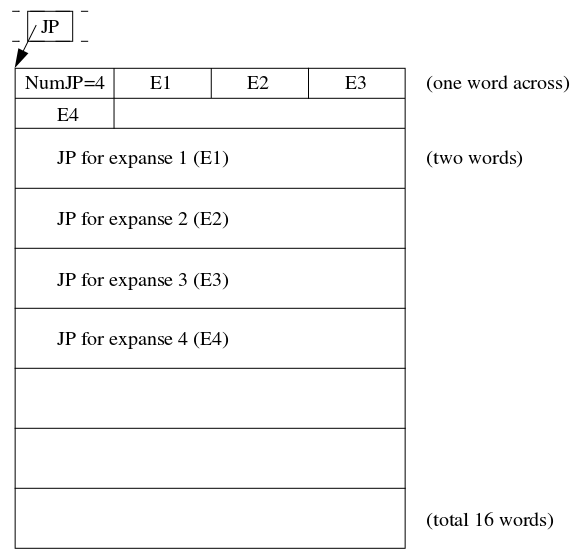 JP
NumJP=4 E1 E2 E3 (one word across)
E4
JP for expanse 1 (E1) (two words)
JP for expanse 2 (E2)
JP for expanse 3 (E3)
JP for expanse 4 (E4)
(total 16 words)